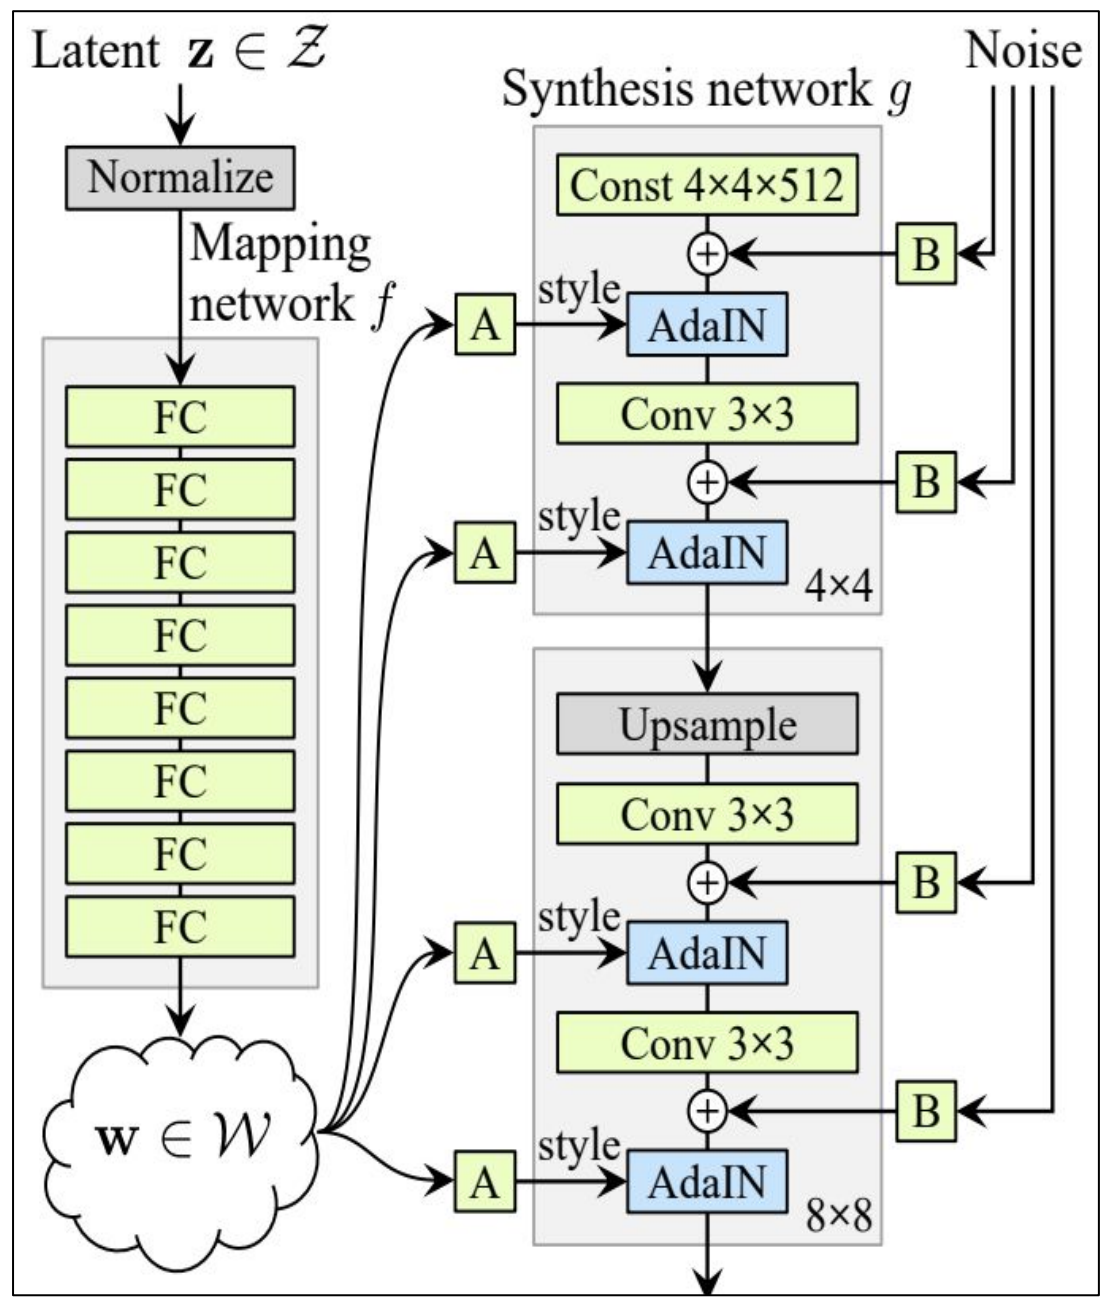 Latent z ∈ 𝒵
Normalize
Mapping
network f
FC
FC
FC
FC
FC
FC
FC
FC
w ∈ 𝒲
Synthesis network g
Noise
Const 4×4×512
B
style
A
AdaIN
Conv 3×3
B
style
A
AdaIN
4×4
Upsample
Conv 3×3
B
style
A
AdaIN
Conv 3×3
B
style
A
AdaIN
8×8